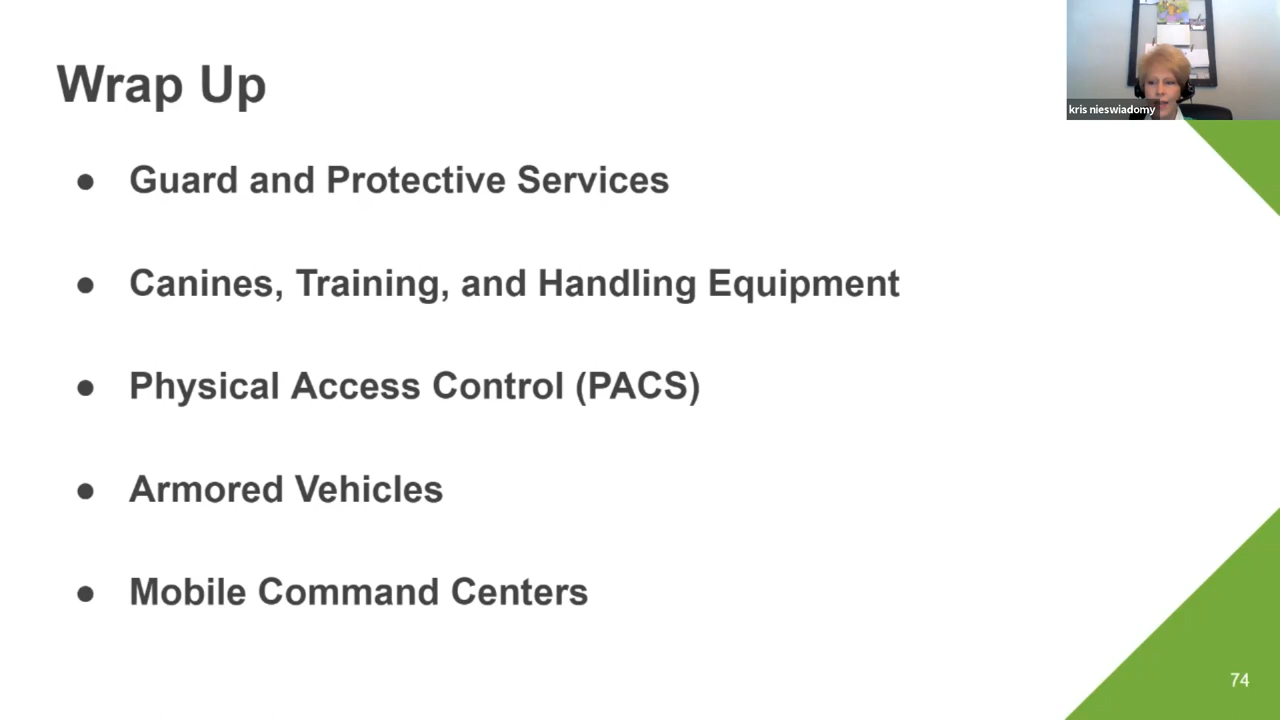 Wrap Up
kris nieswiadomy
● Guard and Protective Services
● Canines, Training, and Handling Equipment
● Physical Access Control (PACS)
● Armored Vehicles
● Mobile Command Centers
74